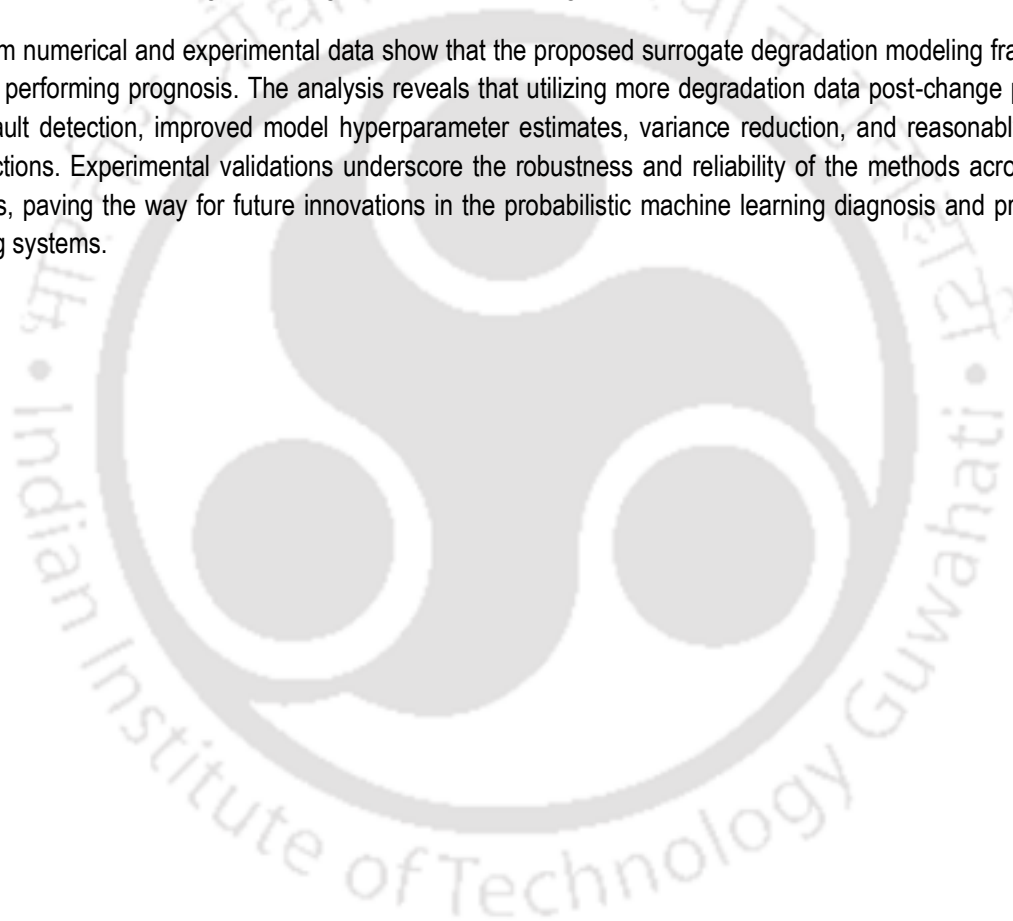 m numerical and experimental data show that the proposed surrogate degradation modeling fra
performing prognosis. The analysis reveals that utilizing more degradation data post-change p
ault detection, improved model hyperparameter estimates, variance reduction, and reasonabl
ctions. Experimental validations underscore the robustness and reliability of the methods acro
s, paving the way for future innovations in the probabilistic machine learning diagnosis and pr
g systems.
Indian Institute of Technology Guwahati